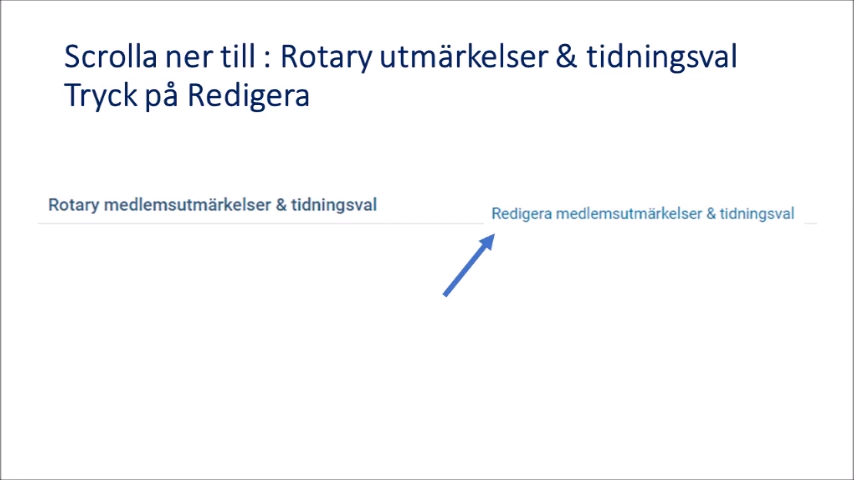 Scrolla ner till : Rotary utmärkelser & tidningsval
Tryck på Redigera
Rotary medlemsutmärkelser & tidningsval
Redigera medlemsutmärkelser & tidningsval